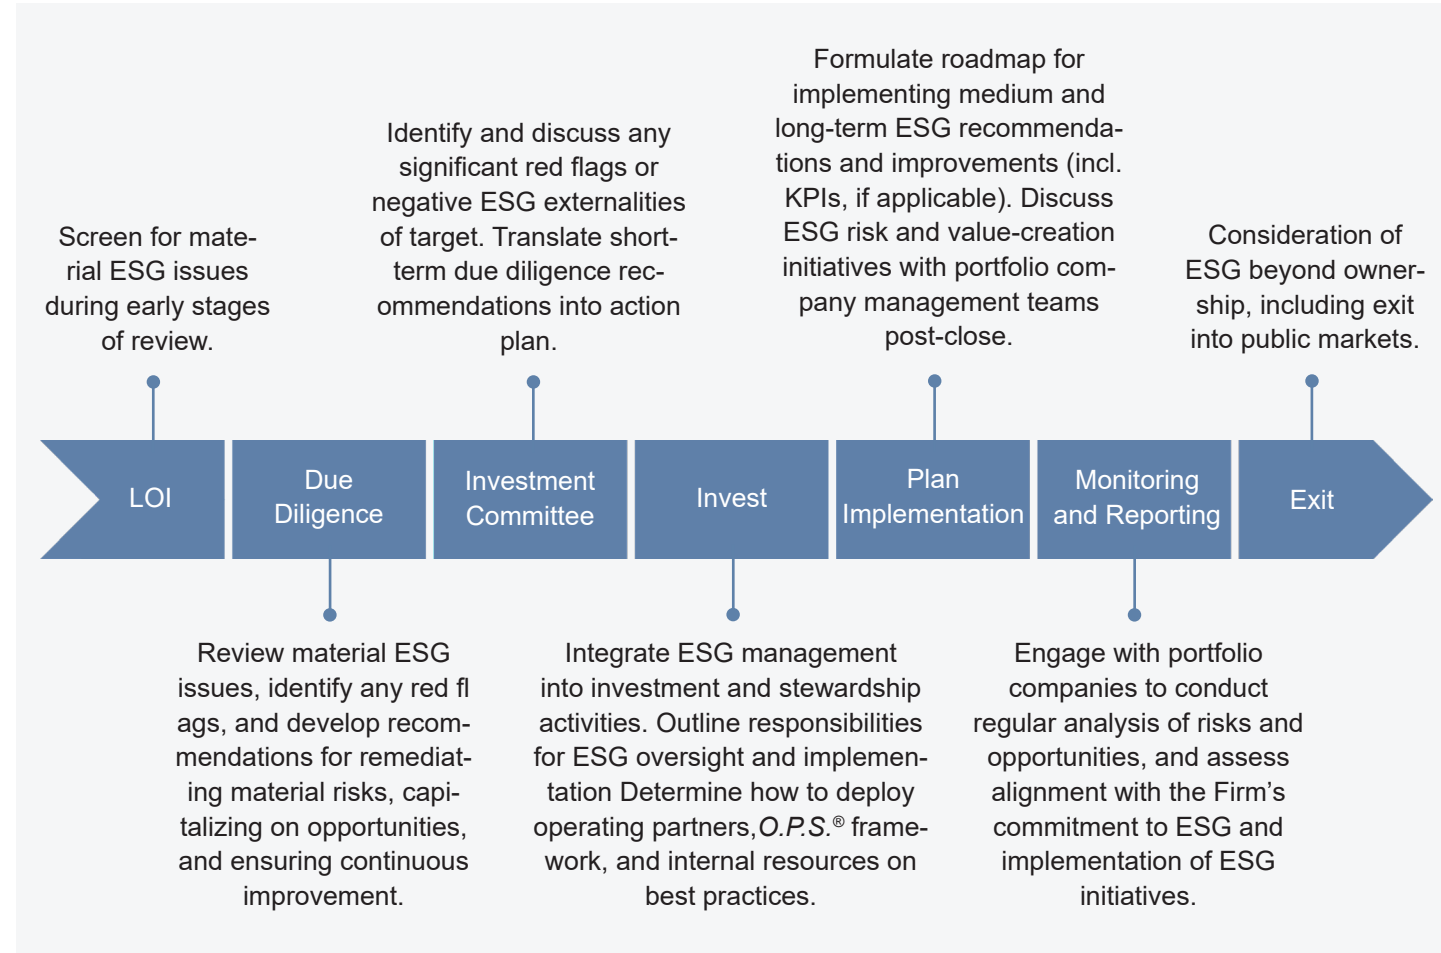 Screen for mate-
rial ESG issues
during early stages
of review.
Identify and discuss any
significant red flags or
negative ESG externalities
of target. Translate short-
term due diligence rec-
ommendations into action
plan.
Formulate roadmap for
implementing medium and
long-term ESG recommenda-
tions and improvements (incl.
KPIs, if applicable). Discuss
ESG risk and value-creation
initiatives with portfolio com-
pany management teams
post-close.
Consideration of
ESG beyond owner-
ship, including exit
into public markets.
LOI
Due
Diligence
Investment
Committee
Invest
Plan
Implementation
Monitoring
and Reporting
Exit
Review material ESG
issues, identify any red fl
ags, and develop recom-
mendations for remediat-
ing material risks, capi-
talizing on opportunities,
and ensuring continuous
improvement.
Integrate ESG management
into investment and stewardship
activities. Outline responsibilities
for ESG oversight and implemen-
tation Determine how to deploy
operating partners,O.P.S.® frame-
work, and internal resources on
best practices.
Engage with portfolio
companies to conduct
regular analysis of risks and
opportunities, and assess
alignment with the Firm’s
commitment to ESG and
implementation of ESG
initiatives.